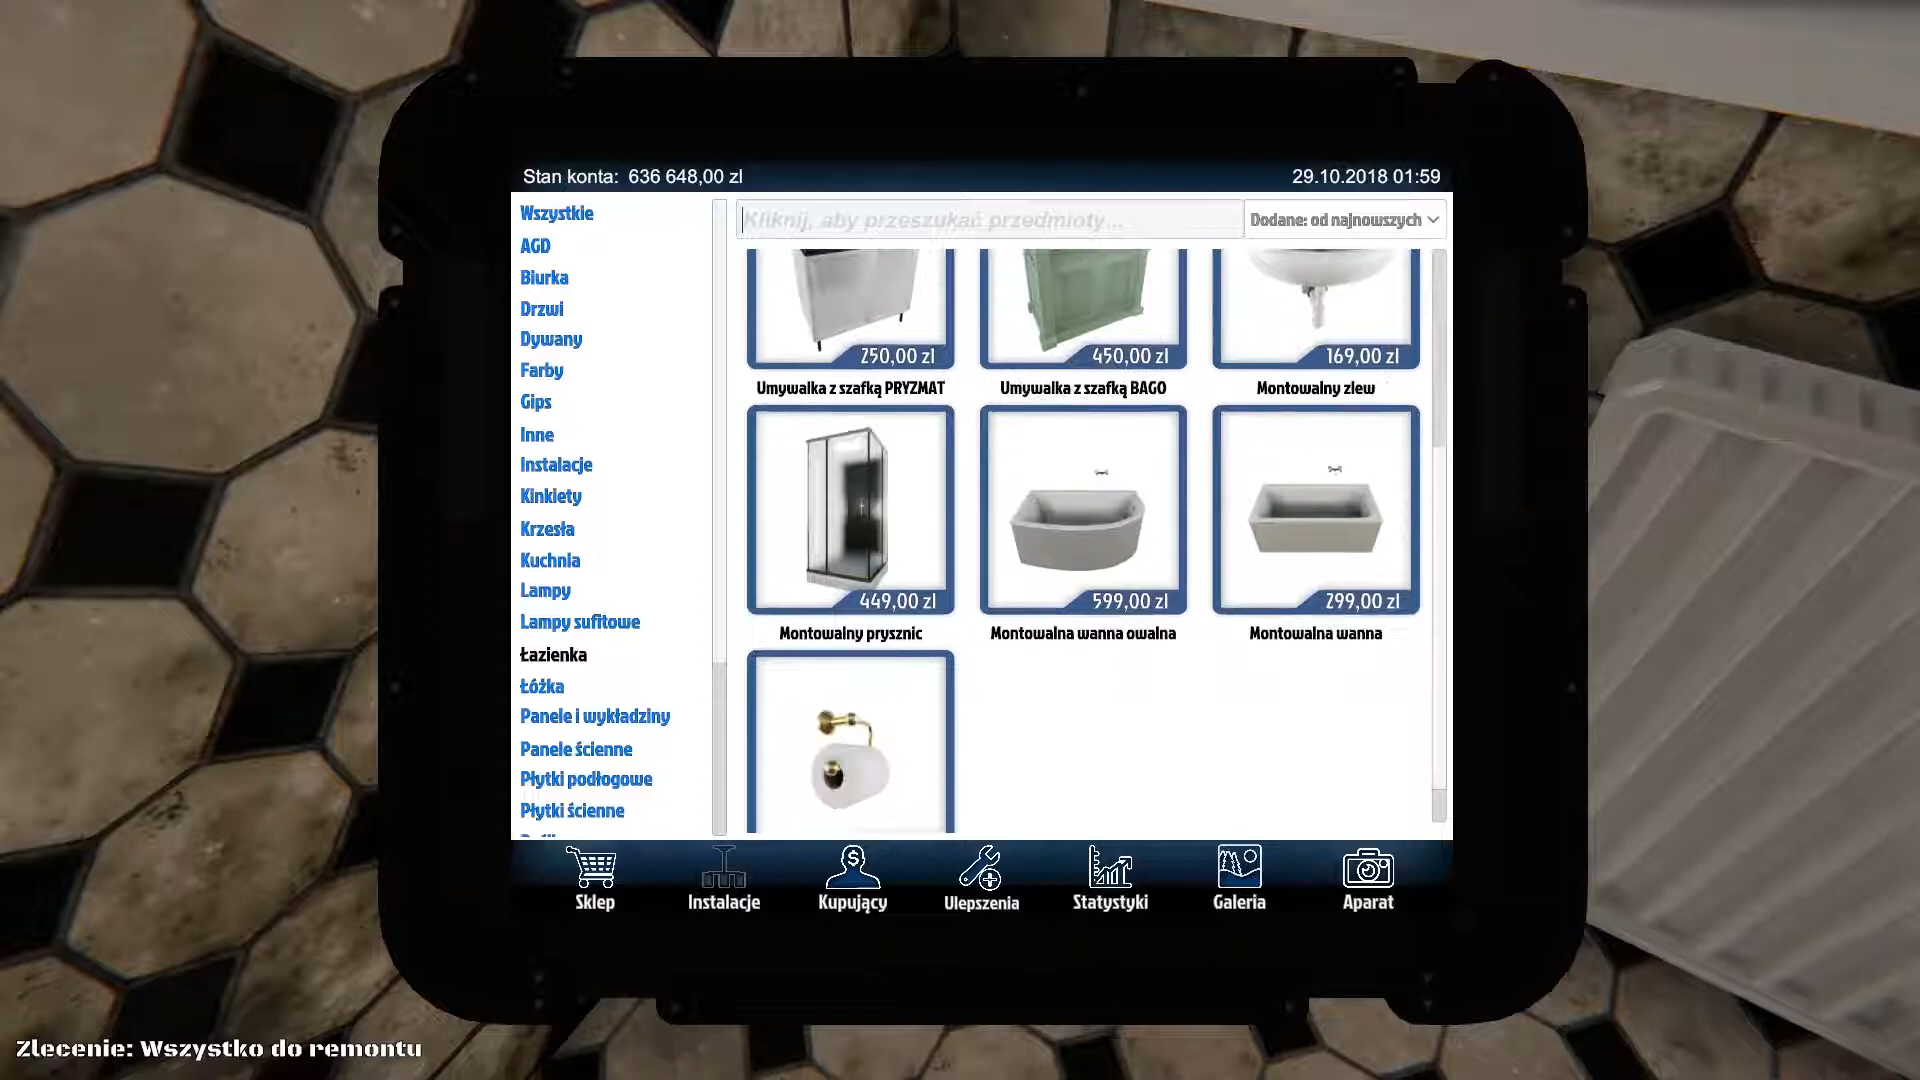 Stan konta: 636 648,00 zl
29.10.2018 01:59
Wszystkie
AGD
Biurka
Drzwi
Dywany
Farby
Gips
Inne
Instalacje
Kinkiety
Krzesła
Kuchnia
Lampy
Lampy sufitowe
Łazienka
Łóżka
Panele i wykładziny
Panele ścienne
Płytki podłogowe
Płytki ścienne
Kliknij, aby przeszukać przedmioty...
Dodane: od najnowszych
250,00 zl
450,00 zl
169,00 zl
Umywalka z szafką PRYZMAT
Umywalka z szafką BAGO
Montowalny zlew
449,00 zl
599,00 zl
299,00 zl
Montowalny prysznic
Montowalna wanna owalna
Montowalna wanna
Sklep
Instalacje
Kupujący
Ulepszenia
Statystyki
Galeria
Aparat
Zlecenie: Wszystko do remontu